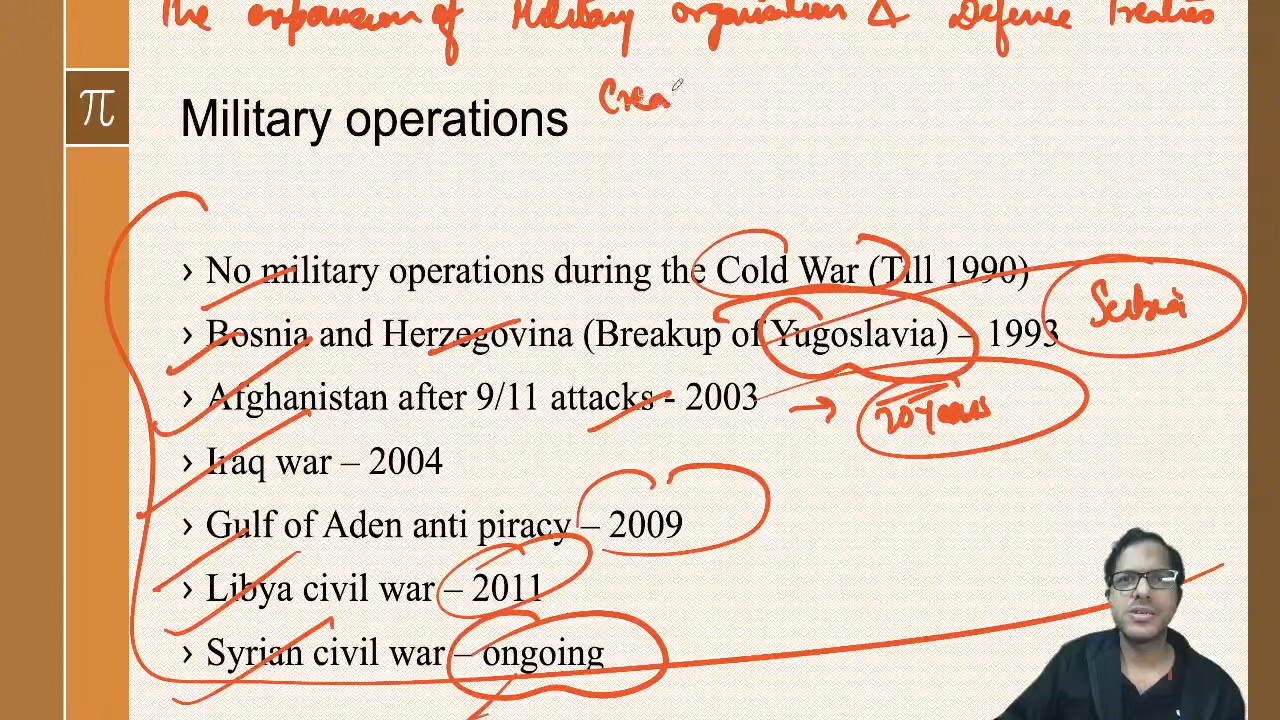 The expansion of Military organisation & Defense Treaties
Crea
π
Military operations
› No military operations during the Cold War (Till 1990)
Serbia
› Bosnia and Herzegovina (Breakup of Yugoslavia) – 1993
› Afghanistan after 9/11 attacks - 2003 → 20 years
› Iraq war – 2004
› Gulf of Aden anti piracy – 2009
› Libya civil war – 2011
› Syrian civil war – ongoing